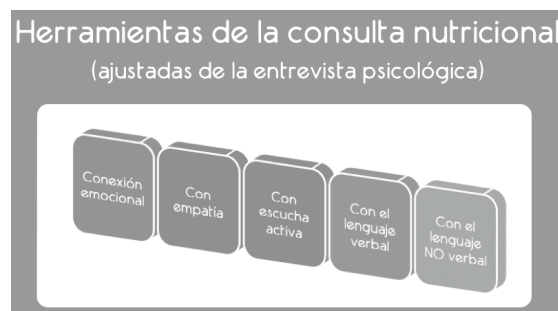 Herramientas de la consulta nutricional
(ajustadas de la entrevista psicológica)
Conexión
emocional
Con
empatía
Con
escucha
activa
Con el
lenguaje
verbal
Con el
lenguaje
NO verbal